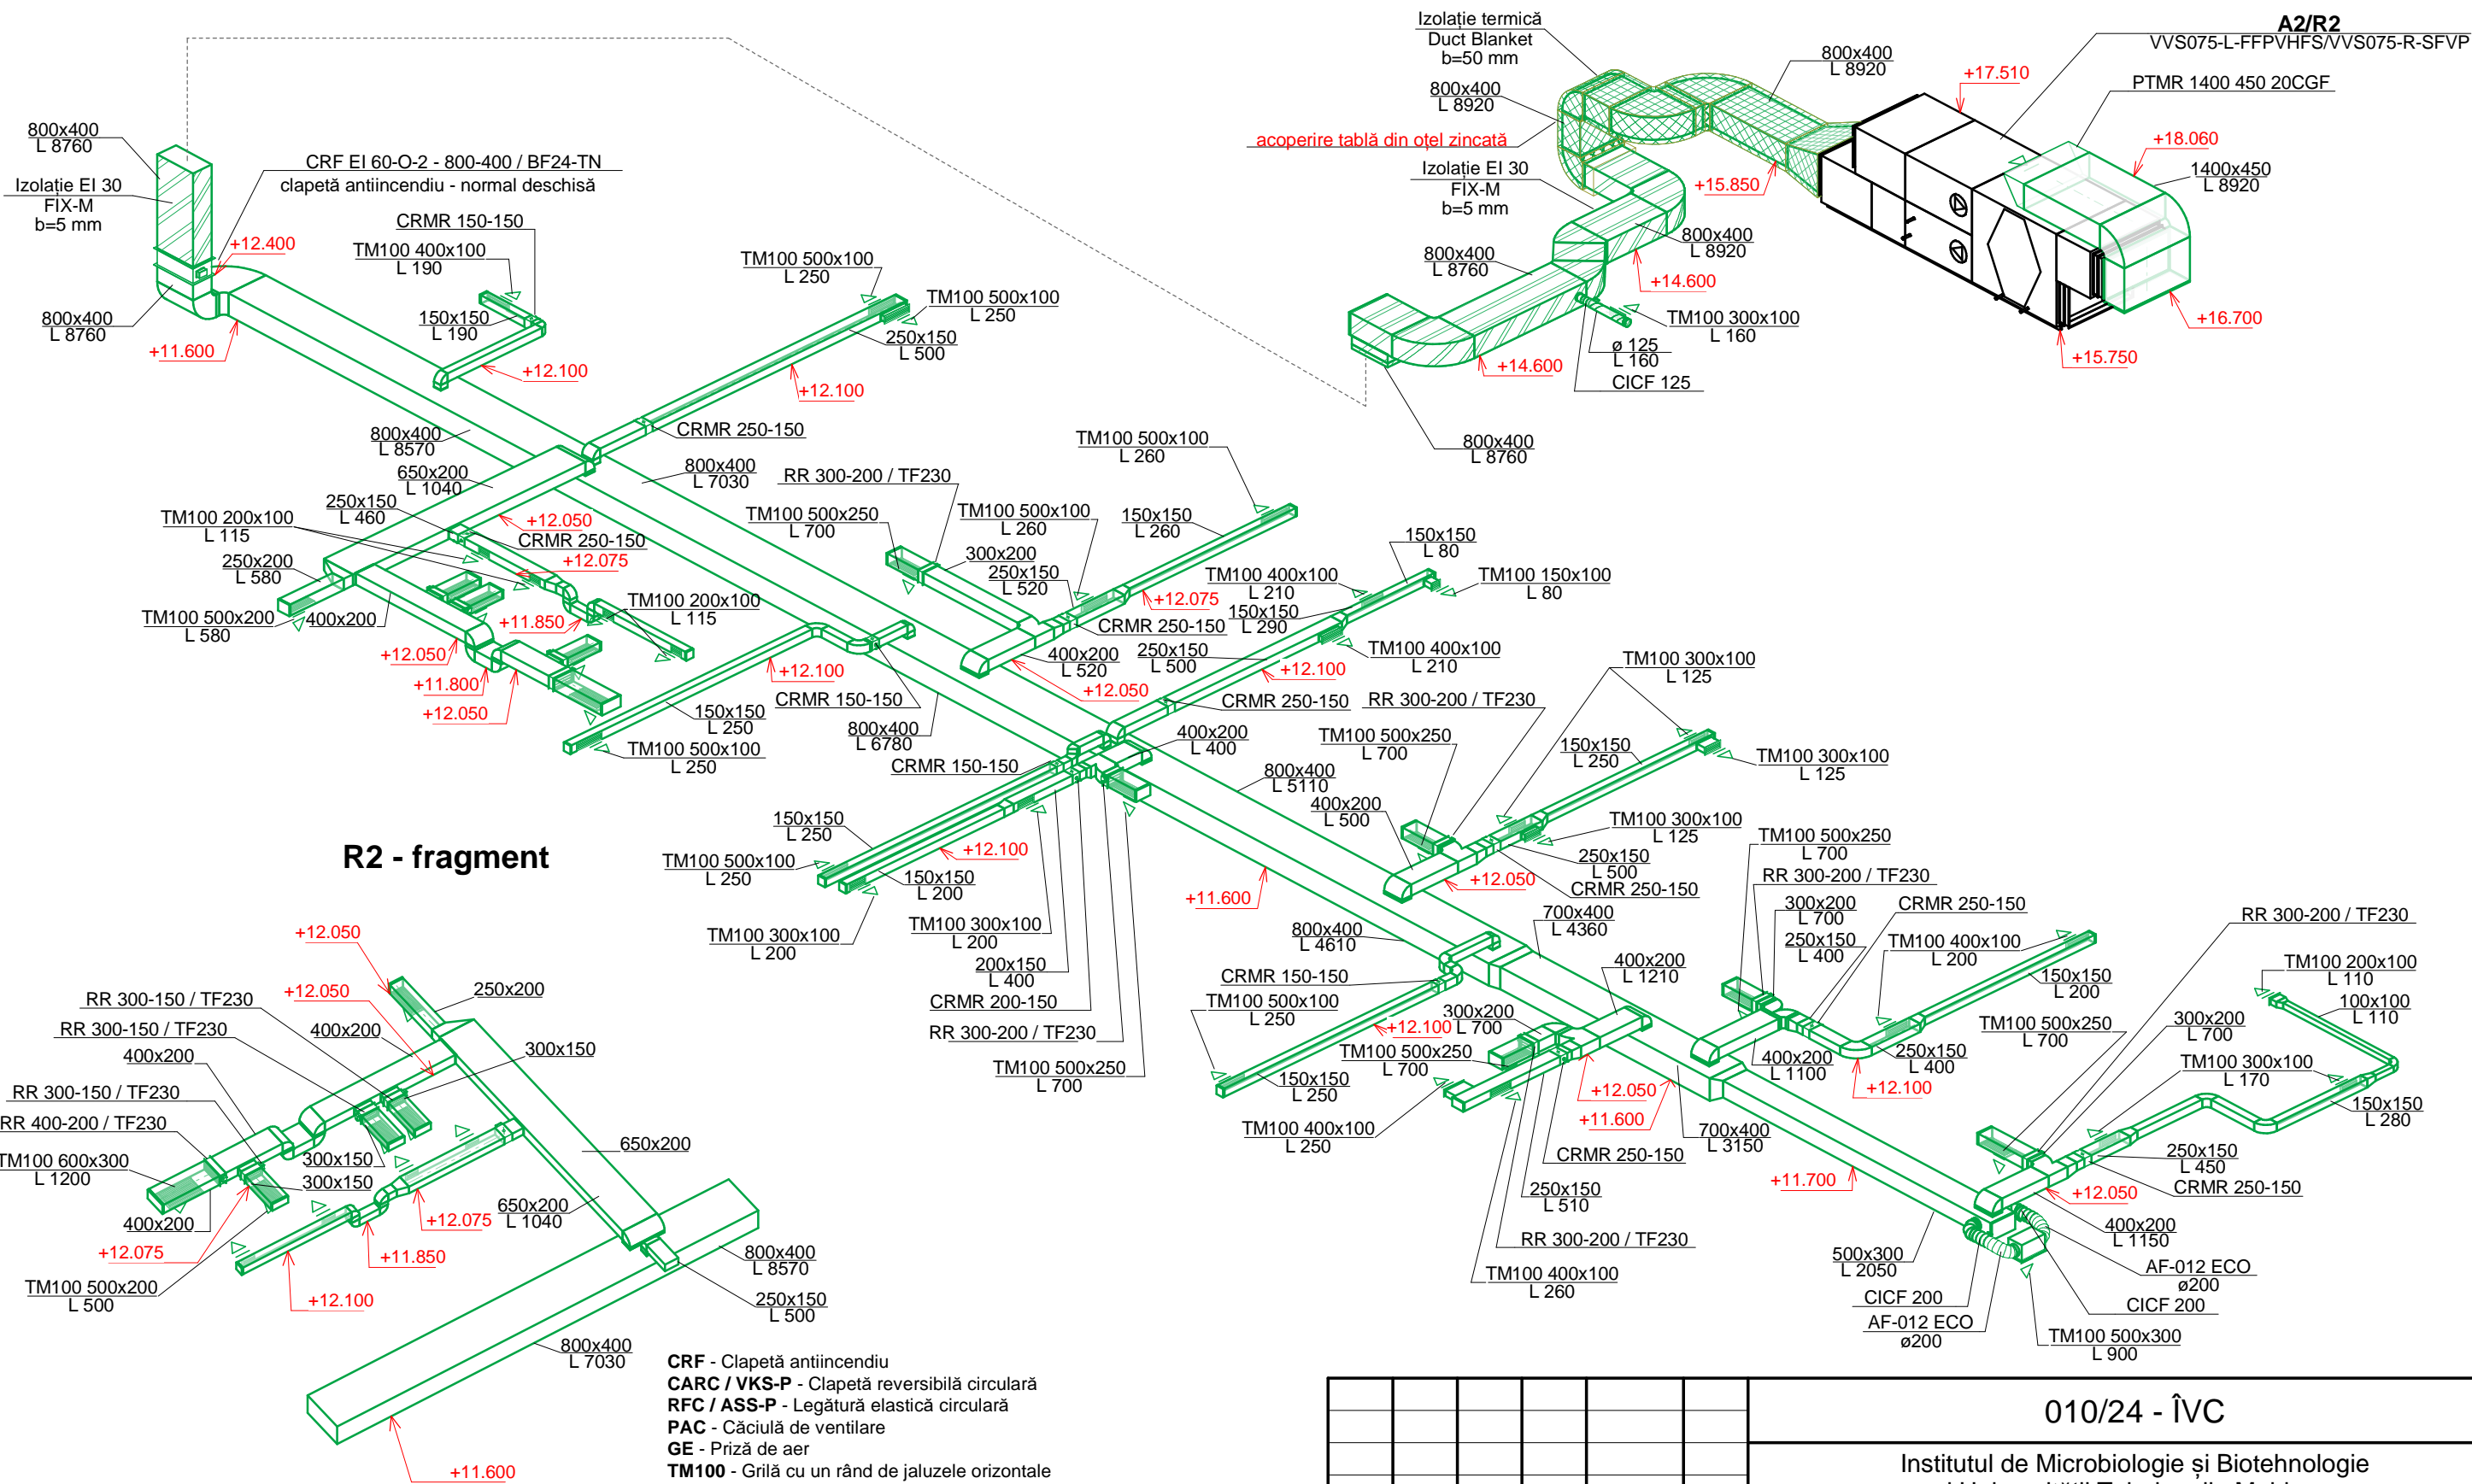 Izolație termică
Duct Blanket
b=50 mm
800x400
L 8920
acoperire tablă din oțel zincată
Izolație EI 30
FIX-M
b=5 mm
800x400
L 8920
+17.510
A2/R2
VVS075-L-FFPVHFS/VVS075-R-SFVP
PTMR 1400 450 20CGF
+18.060
1400x450
L 8920
+15.850
+16.700
+15.750
800x400
L 8920
+14.600
800x400
L 8760
TM100 300x100
L 160
ø 125
L 160
CICF 125
+14.600
800x400
L 8760
800x400
L 8760
Izolație EI 30
FIX-M
b=5 mm
CRF EI 60-O-2 - 800-400 / BF24-TN
clapetă antiincendiu - normal deschisă
CRMR 150-150
+12.400
TM100 400x100
L 190
150x150
L 190
800x400
L 8760
+11.600
+12.100
TM100 500x100
L 250
TM100 500x100
L 250
250x150
L 500
+12.100
CRMR 250-150
800x400
L 8570
650x200
L 1040
800x400
L 7030
250x150
L 460
TM100 200x100
L 115
+12.050
CRMR 250-150
+12.075
250x200
L 580
TM100 500x200
L 580
400x200
TM100 200x100
L 115
+11.850
+12.050
+11.800
+12.050
+12.100
CRMR 150-150
150x150
L 250
TM100 500x100
L 250
800x400
L 6780
RR 300-200 / TF230
TM100 500x250
L 700
TM100 500x100
L 260
TM100 500x100
L 260
150x150
L 260
300x200
250x150
L 520
+12.075
CRMR 250-150
400x200
L 520
+12.050
150x150
L 80
TM100 400x100
L 210
TM100 150x100
L 80
150x150
L 290
250x150
L 500
TM100 400x100
L 210
+12.100
CRMR 250-150
400x200
L 400
CRMR 150-150
150x150
L 250
TM100 500x100
L 250
+12.100
150x150
L 200
TM100 300x100
L 200
TM100 300x100
L 200
200x150
L 400
CRMR 200-150
RR 300-200 / TF230
TM100 500x250
L 700
800x400
L 5110
RR 300-200 / TF230
TM100 500x250
L 700
TM100 300x100
L 125
150x150
L 250
TM100 300x100
L 125
400x200
L 500
TM100 300x100
L 125
250x150
L 500
+12.050
CRMR 250-150
+11.600
800x400
L 4610
700x400
L 4360
CRMR 150-150
TM100 500x100
L 250
+12.100
150x150
L 250
400x200
L 1210
300x200
L 700
TM100 500x250
L 700
TM100 400x100
L 250
+12.050
+11.600
CRMR 250-150
250x150
L 510
RR 300-200 / TF230
TM100 400x100
L 260
700x400
L 3150
TM100 500x250
L 700
RR 300-200 / TF230
300x200
L 700
CRMR 250-150
250x150
L 400
TM100 400x100
L 200
150x150
L 200
400x200
L 1100
250x150
L 400
+12.100
+11.700
RR 300-200 / TF230
TM100 200x100
L 110
100x100
L 110
TM100 500x250
L 700
300x200
L 700
TM100 300x100
L 170
150x150
L 280
250x150
L 450
+12.050
CRMR 250-150
400x200
L 1150
500x300
L 2050
AF-012 ECO
ø200
CICF 200
CICF 200
AF-012 ECO
ø200
TM100 500x300
L 900
R2 - fragment
+12.050
+12.050
250x200
RR 300-150 / TF230
RR 300-150 / TF230
400x200
400x200
300x150
RR 300-150 / TF230
RR 400-200 / TF230
TM100 600x300
L 1200
300x150
300x150
650x200
400x200
+12.075
650x200
L 1040
+12.075
+11.850
TM100 500x200
L 500
+12.100
800x400
L 8570
250x150
L 500
800x400
L 7030
+11.600
CRF - Clapetă antiincendiu
CARC / VKS-P - Clapetă reversibilă circulară
RFC / ASS-P - Legătură elastică circulară
PAC - Căciulă de ventilare
GE - Priză de aer
TM100 - Grilă cu un rând de jaluzele orizontale
010/24 - ÎVC
Institutul de Microbiologie și Biotehnologie